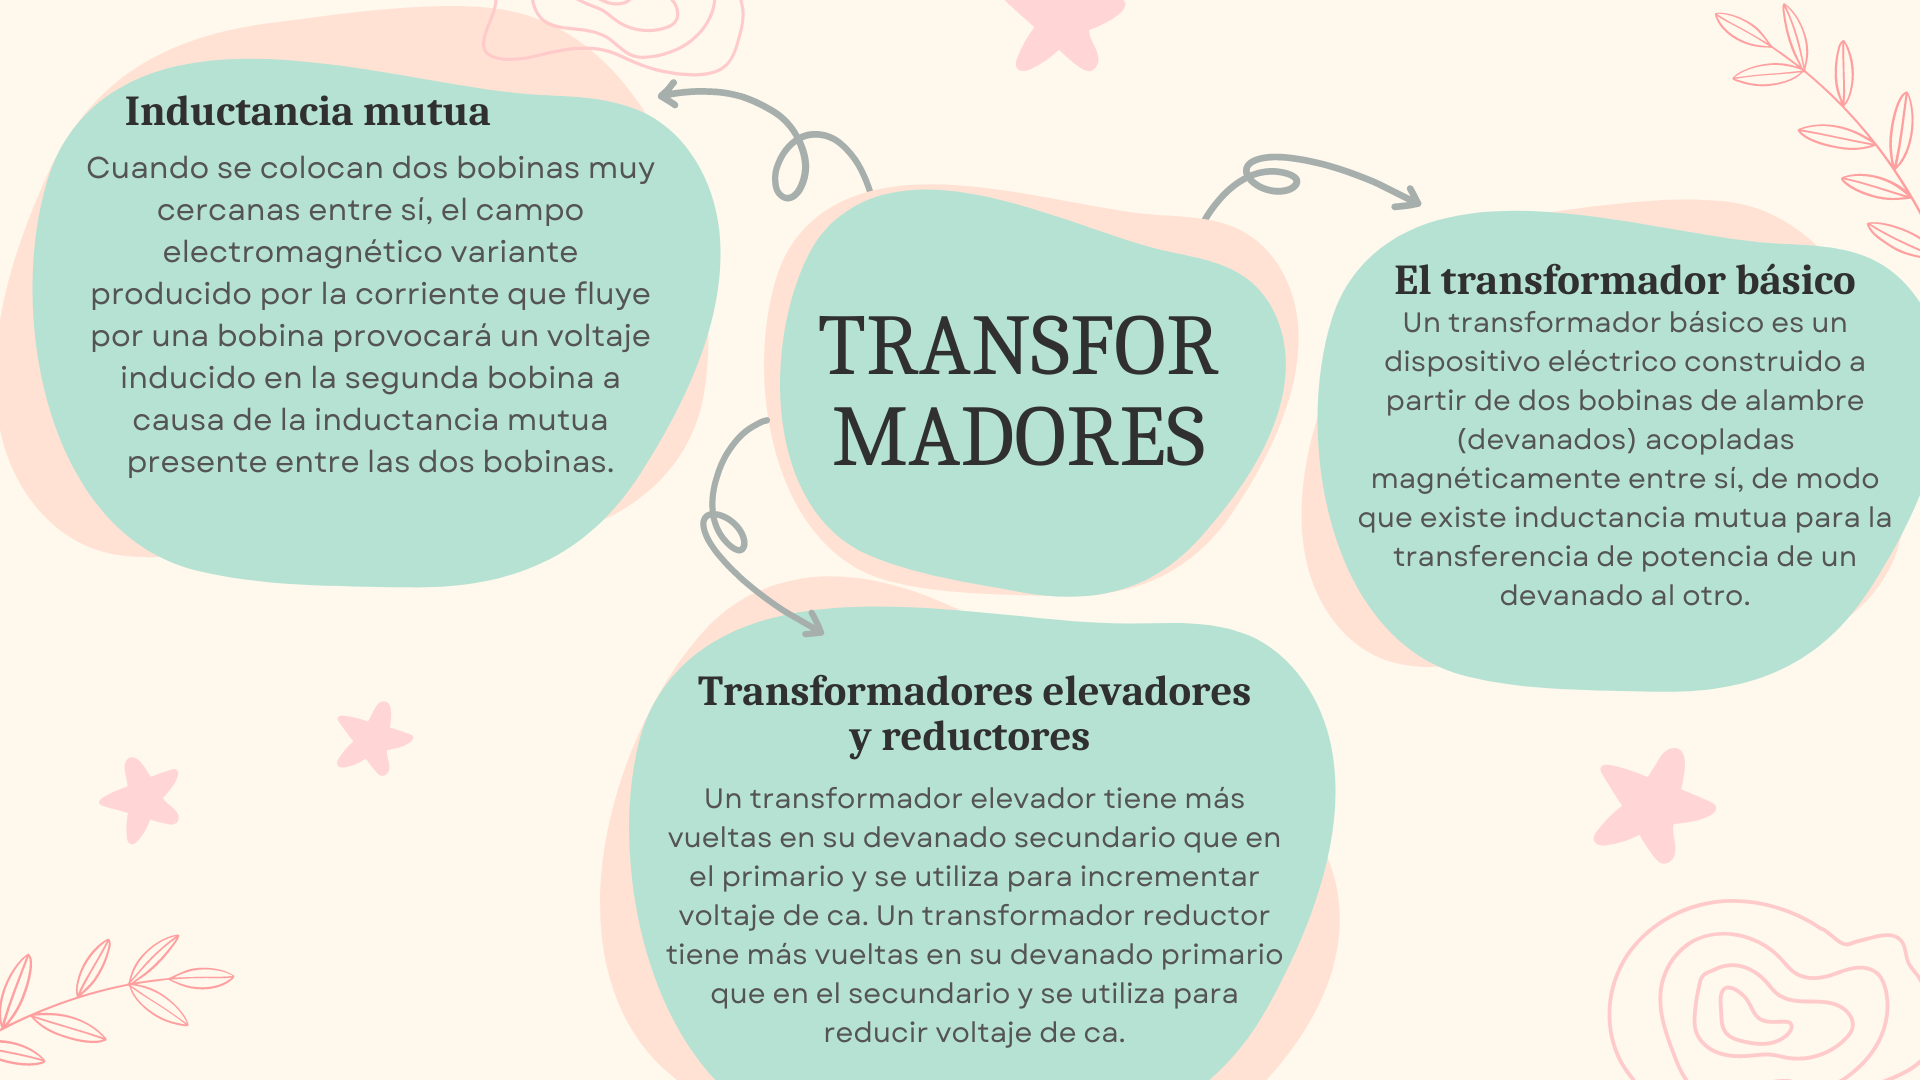 Inductancia mutua
Cuando se colocan dos bobinas muy
cercanas entre sí, el campo
electromagnético variante
producido por la corriente que fluye
por una bobina provocará un voltaje
inducido en la segunda bobina a
causa de la inductancia mutua
presente entre las dos bobinas.
TRANSFOR
MADORES
El transformador básico
Un transformador básico es un
dispositivo eléctrico construido a
partir de dos bobinas de alambre
(devanados) acopladas
magnéticamente entre sí, de modo
que existe inductancia mutua para la
transferencia de potencia de un
devanado al otro.
Transformadores elevadores
y reductores
Un transformador elevador tiene más
vueltas en su devanado secundario que en
el primario y se utiliza para incrementar
voltaje de ca. Un transformador reductor
tiene más vueltas en su devanado primario
que en el secundario y se utiliza para
reducir voltaje de ca.